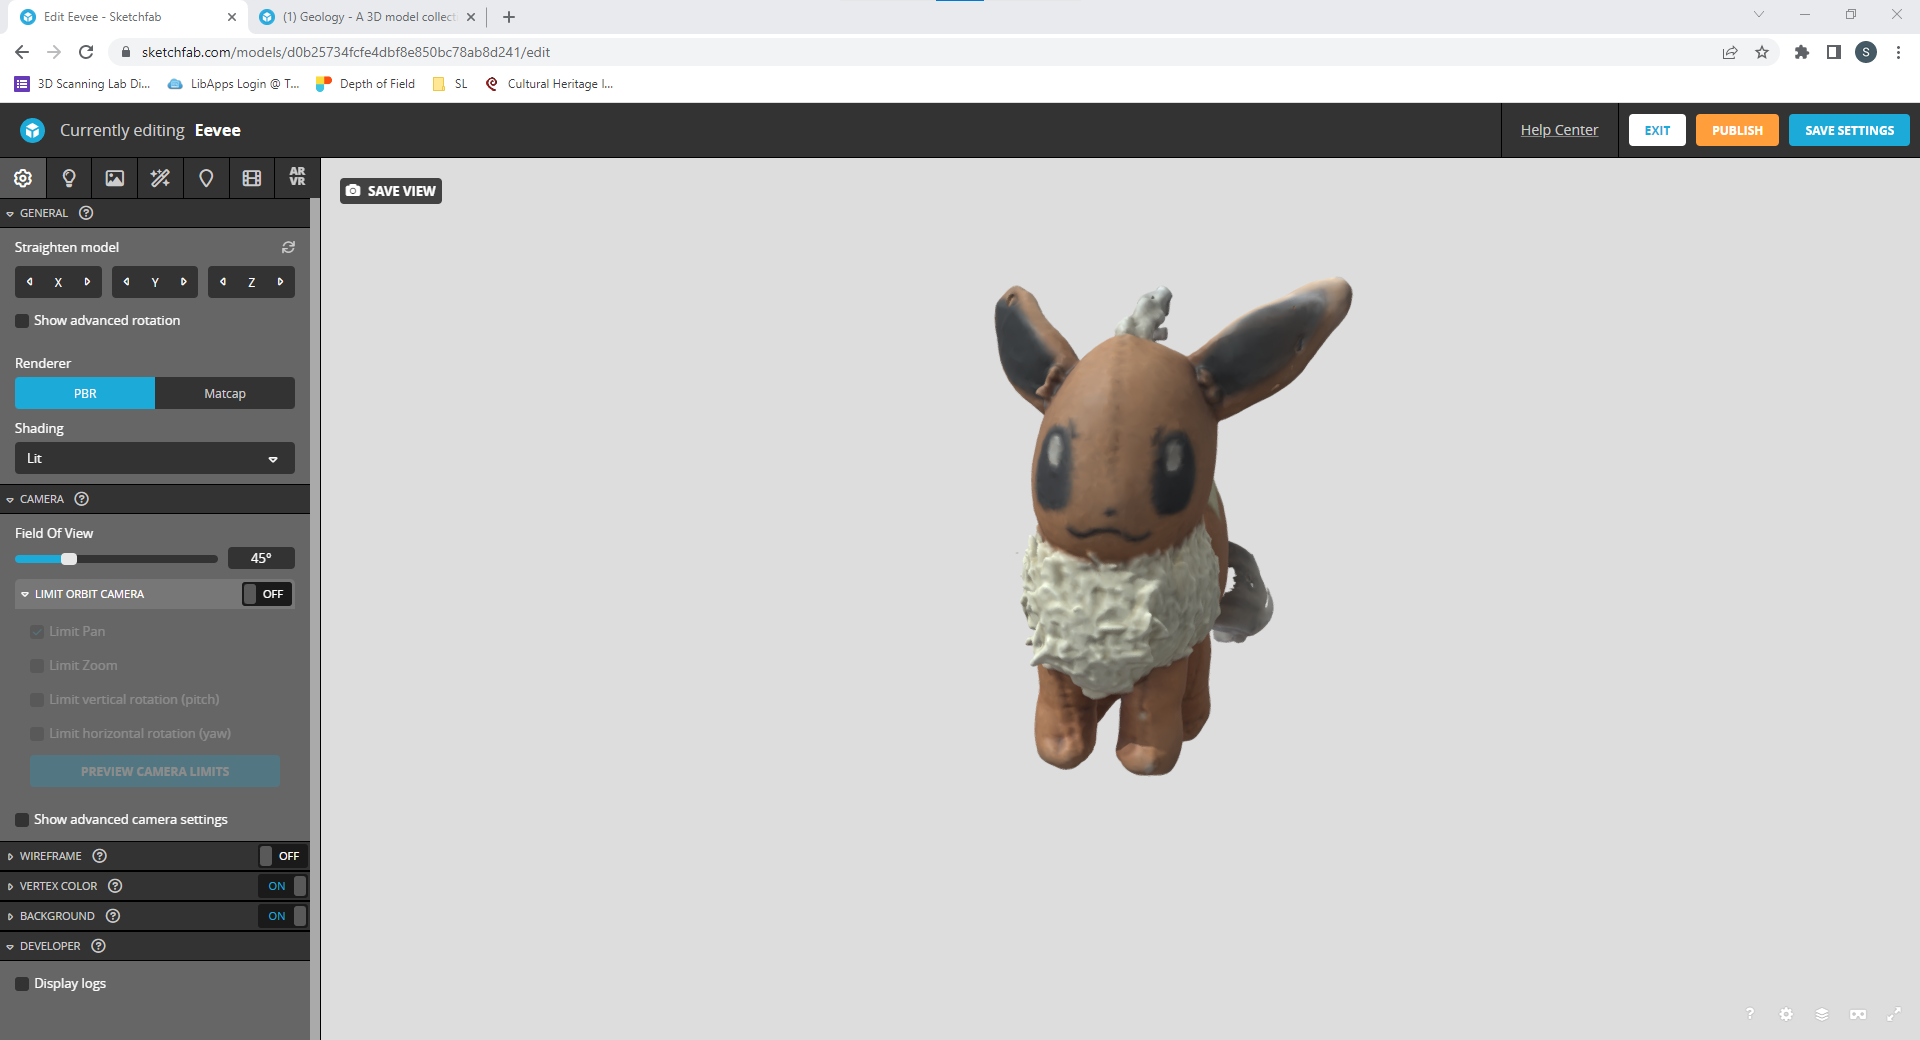 Edit Eevee - Sketchfab
(1) Geology - A 3D model collect
sketchfab.com/models/d0b25734fcfe4dbf8e850bc78ab8d241/edit
S
3D Scanning Lab Di...
LibApps Login @ T...
Depth of Field
SL
Cultural Heritage I...
Currently editing Eevee
Help Center
EXIT
PUBLISH
SAVE SETTINGS
AR
VR
SAVE VIEW
GENERAL ?
Straighten model
X Y Z
Show advanced rotation
Renderer
PBR Matcap
Shading
Lit
CAMERA ?
Field Of View
45°
LIMIT ORBIT CAMERA OFF
Limit Pan
Limit Zoom
Limit vertical rotation (pitch)
Limit horizontal rotation (yaw)
PREVIEW CAMERA LIMITS
Show advanced camera settings
WIREFRAME ? OFF
VERTEX COLOR ? ON
BACKGROUND ? ON
DEVELOPER ?
Display logs
?